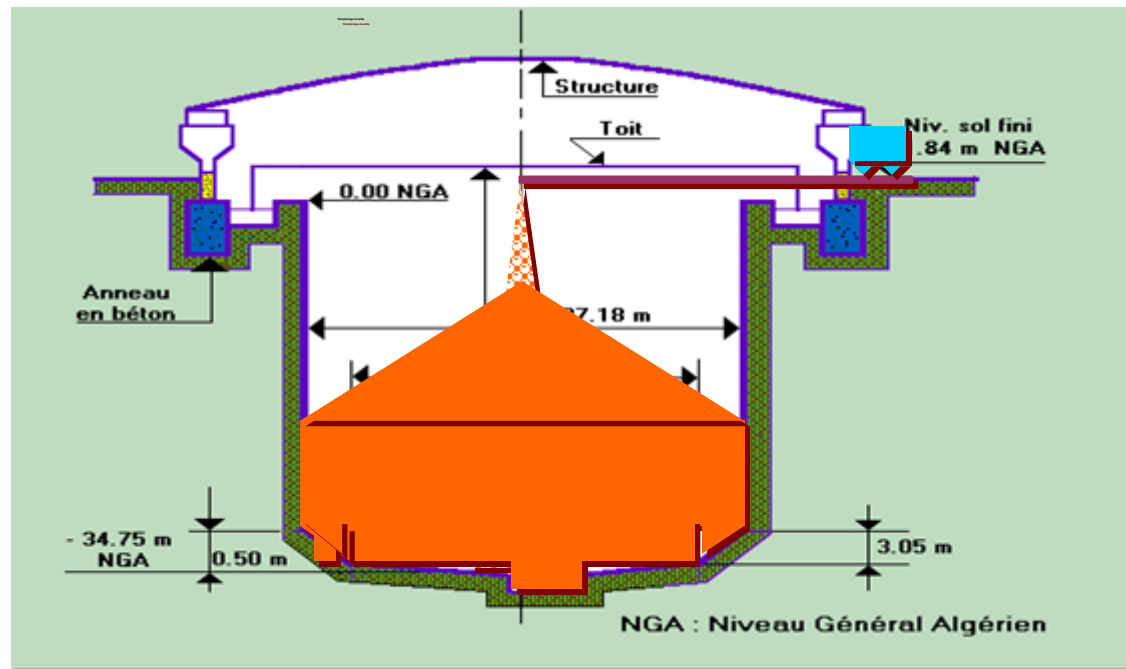 Structure
Toit
Niv. sol fini
.84 m NGA
0.00 NGA
Anneau
en béton
7.18 m
- 34.75 m
NGA
0.50 m
3.05 m
NGA : Niveau Général Algérien